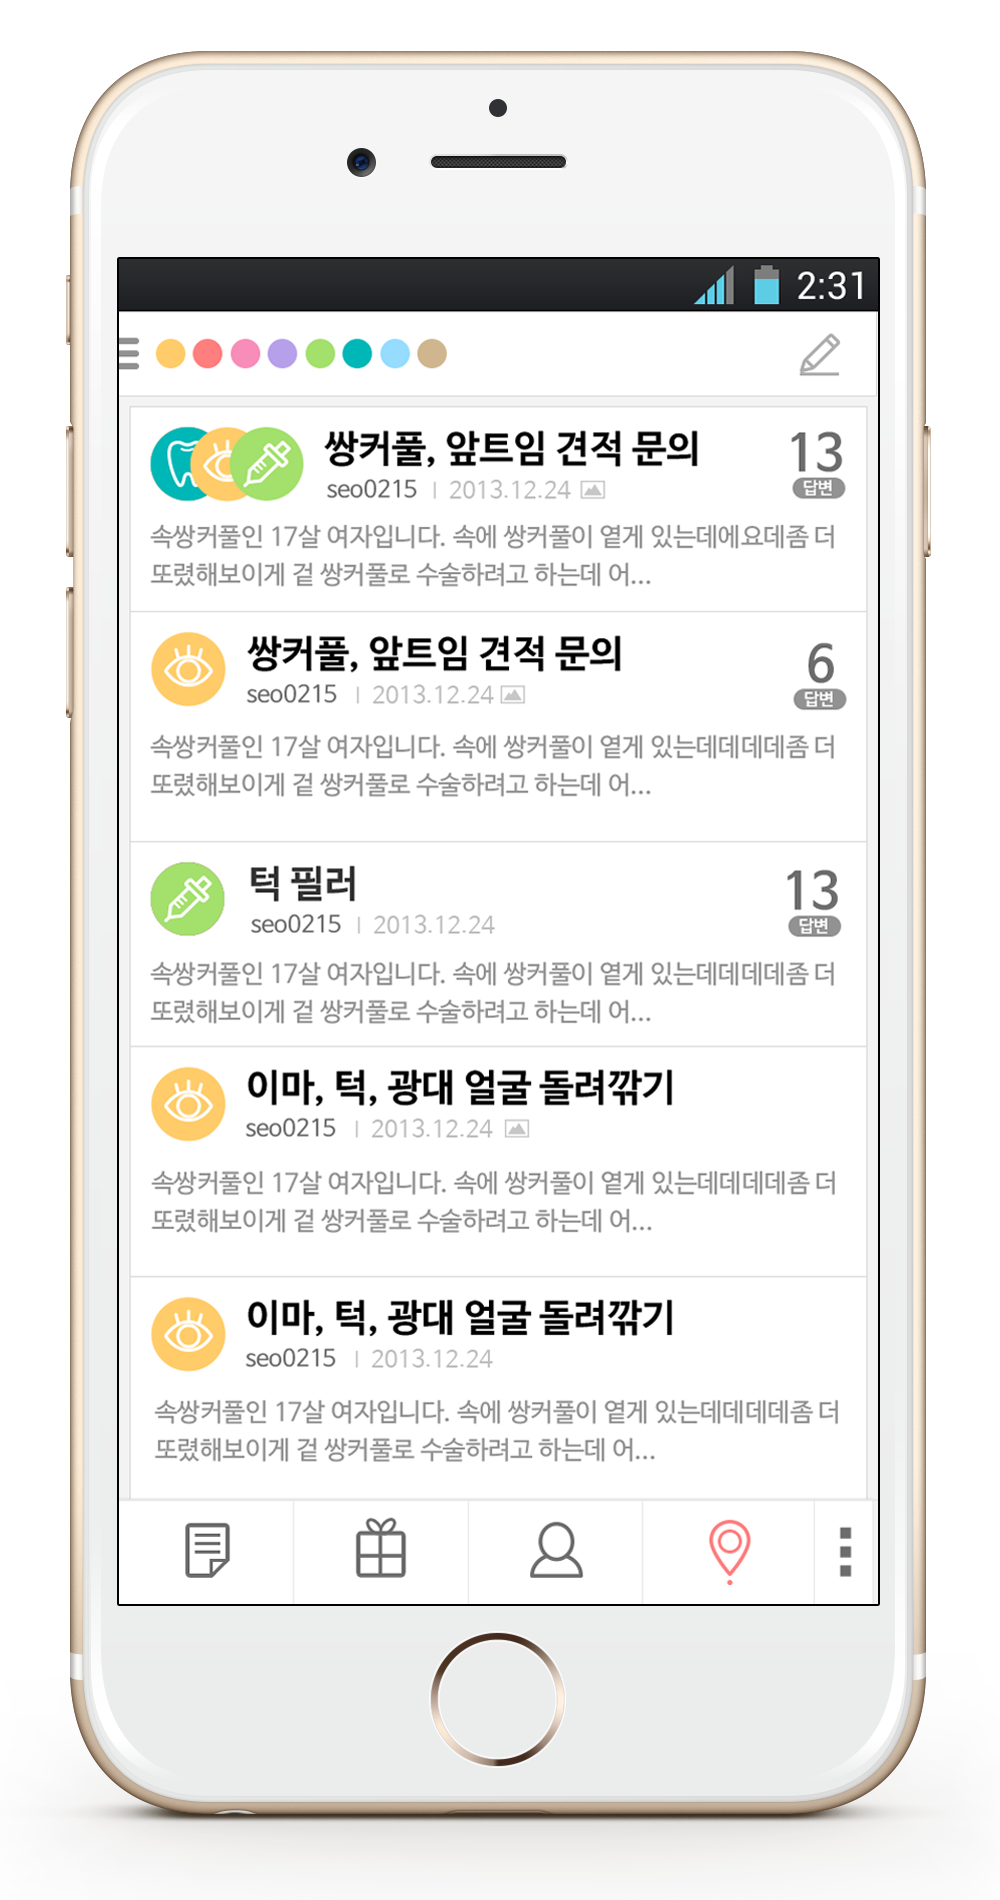 2:31
쌍커풀, 앞트임 견적 문의
13
seo0215 | 2013.12.24
답변
속쌍커풀인 17살 여자입니다. 속에 쌍커풀이 옅게 있는데에요데좀 더
또렸해보이게 겉 쌍커풀로 수술하려고 하는데 어...
쌍커풀, 앞트임 견적 문의
6
seo0215 | 2013.12.24
답변
속쌍커풀인 17살 여자입니다. 속에 쌍커풀이 옅게 있는데데데데좀 더
또렸해보이게 겉 쌍커풀로 수술하려고 하는데 어...
턱 필러
13
seo0215 | 2013.12.24
답변
속쌍커풀인 17살 여자입니다. 속에 쌍커풀이 옅게 있는데데데데좀 더
또렸해보이게 겉 쌍커풀로 수술하려고 하는데 어...
이마, 턱, 광대 얼굴 돌려깎기
seo0215 | 2013.12.24
속쌍커풀인 17살 여자입니다. 속에 쌍커풀이 옅게 있는데데데데좀 더
또렸해보이게 겉 쌍커풀로 수술하려고 하는데 어...
이마, 턱, 광대 얼굴 돌려깎기
seo0215 | 2013.12.24
속쌍커풀인 17살 여자입니다. 속에 쌍커풀이 옅게 있는데데데데좀 더
또렸해보이게 겉 쌍커풀로 수술하려고 하는데 어...